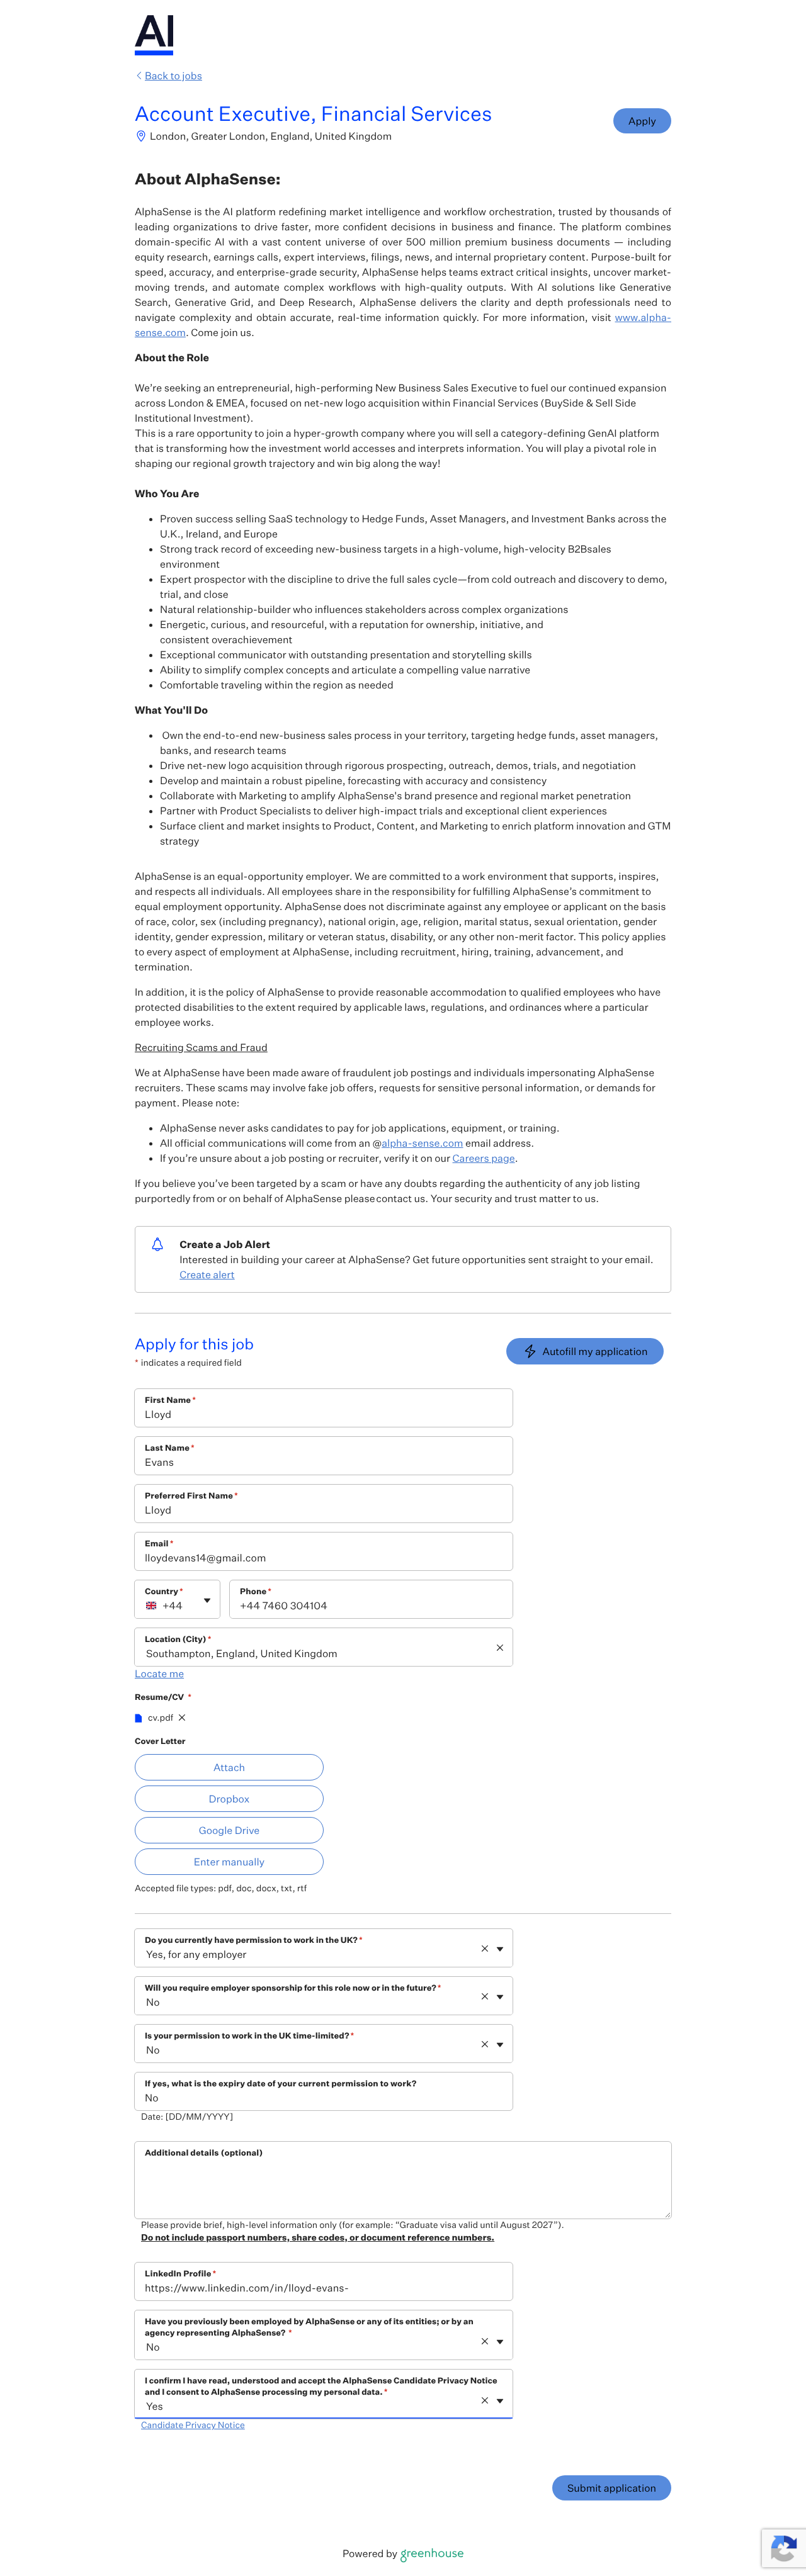 AI
Back to jobs
Account Executive, Financial Services
Apply
London, Greater London, England, United Kingdom
About AlphaSense:
AlphaSense is the AI platform redefining market intelligence and workflow orchestration, trusted by thousands of
leading organizations to drive faster, more confident decisions in business and finance. The platform combines
domain-specific AI with a vast content universe of over 500 million premium business documents — including
equity research, earnings calls, expert interviews, filings, news, and internal proprietary content. Purpose-built for
speed, accuracy, and enterprise-grade security, AlphaSense helps teams extract critical insights, uncover market-
moving trends, and automate complex workflows with high-quality outputs. With AI solutions like Generative
Search, Generative Grid, and Deep Research, AlphaSense delivers the clarity and depth professionals need to
navigate complexity and obtain accurate, real-time information quickly. For more information, visit www.alpha-
sense.com. Come join us.
About the Role
We're seeking an entrepreneurial, high-performing New Business Sales Executive to fuel our continued expansion
across London & EMEA, focused on net-new logo acquisition within Financial Services (BuySide & Sell Side
Institutional Investment).
This is a rare opportunity to join a hyper-growth company where you will sell a category-defining GenAI platform
that is transforming how the investment world accesses and interprets information. You will play a pivotal role in
shaping our regional growth trajectory and win big along the way!
Who You Are
• Proven success selling SaaS technology to Hedge Funds, Asset Managers, and Investment Banks across the
U.K., Ireland, and Europe
• Strong track record of exceeding new-business targets in a high-volume, high-velocity B2Bsales
environment
• Expert prospector with the discipline to drive the full sales cycle—from cold outreach and discovery to demo,
trial, and close
• Natural relationship-builder who influences stakeholders across complex organizations
• Energetic, curious, and resourceful, with a reputation for ownership, initiative, and
consistent overachievement
• Exceptional communicator with outstanding presentation and storytelling skills
• Ability to simplify complex concepts and articulate a compelling value narrative
• Comfortable traveling within the region as needed
What You'll Do
• Own the end-to-end new-business sales process in your territory, targeting hedge funds, asset managers,
banks, and research teams
• Drive net-new logo acquisition through rigorous prospecting, outreach, demos, trials, and negotiation
• Develop and maintain a robust pipeline, forecasting with accuracy and consistency
• Collaborate with Marketing to amplify AlphaSense's brand presence and regional market penetration
• Partner with Product Specialists to deliver high-impact trials and exceptional client experiences
• Surface client and market insights to Product, Content, and Marketing to enrich platform innovation and GTM
strategy
AlphaSense is an equal-opportunity employer. We are committed to a work environment that supports, inspires,
and respects all individuals. All employees share in the responsibility for fulfilling AlphaSense's commitment to
equal employment opportunity. AlphaSense does not discriminate against any employee or applicant on the basis
of race, color, sex (including pregnancy), national origin, age, religion, marital status, sexual orientation, gender
identity, gender expression, military or veteran status, disability, or any other non-merit factor. This policy applies
to every aspect of employment at AlphaSense, including recruitment, hiring, training, advancement, and
termination.
In addition, it is the policy of AlphaSense to provide reasonable accommodation to qualified employees who have
protected disabilities to the extent required by applicable laws, regulations, and ordinances where a particular
employee works.
Recruiting Scams and Fraud
We at AlphaSense have been made aware of fraudulent job postings and individuals impersonating AlphaSense
recruiters. These scams may involve fake job offers, requests for sensitive personal information, or demands for
payment. Please note:
• AlphaSense never asks candidates to pay for job applications, equipment, or training.
• All official communications will come from an @alpha-sense.com email address.
• If you're unsure about a job posting or recruiter, verify it on our Careers page.
If you believe you've been targeted by a scam or have any doubts regarding the authenticity of any job listing
purportedly from or on behalf of AlphaSense please contact us. Your security and trust matter to us.
Create a Job Alert
Interested in building your career at AlphaSense? Get future opportunities sent straight to your email.
Create alert
Apply for this job
Autofill my application
* indicates a required field
First Name*
Lloyd
Last Name*
Evans
Preferred First Name*
Lloyd
Email*
lloydevans14@gmail.com
Country* Phone*
+44 +44 7460 304104
Location (City)*
Southampton, England, United Kingdom
Locate me
Resume/CV *
cv.pdf
Cover Letter
Attach
Dropbox
Google Drive
Enter manually
Accepted file types: pdf, doc, docx, txt, rtf
Do you currently have permission to work in the UK?*
Yes, for any employer
Will you require employer sponsorship for this role now or in the future?*
No
Is your permission to work in the UK time-limited?*
No
If yes, what is the expiry date of your current permission to work?
No
Date: [DD/MM/YYYY]
Additional details (optional)
Please provide brief, high-level information only (for example: "Graduate visa valid until August 2027").
Do not include passport numbers, share codes, or document reference numbers.
LinkedIn Profile*
https://www.linkedin.com/in/lloyd-evans-
Have you previously been employed by AlphaSense or any of its entities; or by an
agency representing AlphaSense? *
No
I confirm I have read, understood and accept the AlphaSense Candidate Privacy Notice
and I consent to AlphaSense processing my personal data.*
Yes
Candidate Privacy Notice
Submit application
Powered by greenhouse